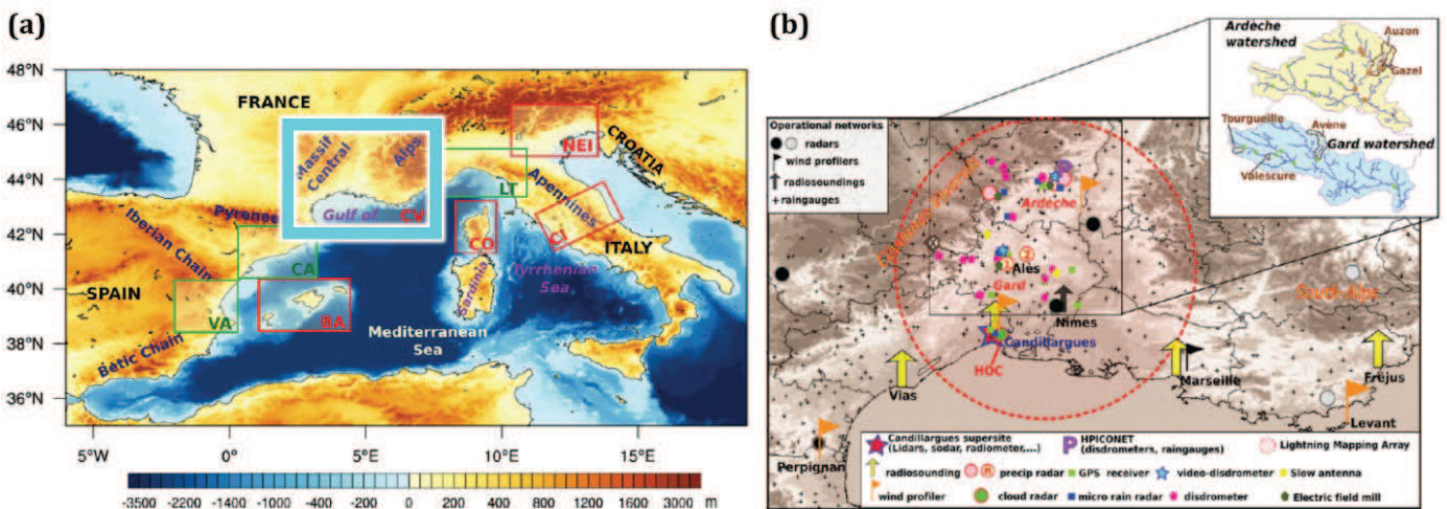 (a)
48°N
46°N
44°N
42°N
40°N
38°N
36°N
5°W
0°E
5°E
10°E
15°E
FRANCE
Massif
Central
Alps
Gulf of
CV
NEI
CROATIA
LT
Apennines
CI
CO
ITALY
Pyrenee
Iberian Chain
CA
SPAIN
VA
BA
Sardinia
Tyrrhenian
Sea
Mediterranean
Sea
Betic Chain
-3500 -2200 -1400 -1000 -800 -400 -200 0 200 400 800 1200 1600 3000 m
(b)
Ardèche
watershed
Auzon
Gazel
Tourgueille
Avène
Gard watershed
Valescure
Operational networks
radars
wind profilers
radiosoundings
+raingauges
Ardèche
2
1
Alès
Gard
Nîmes
Candillargues
HOC
South-Alps
Vias
Marseille
Fréjus
Levant
Perpignan
Candillargues supersite
(Lidars, sodar, radiometer,...)
P HPICONET
(disdrometers, raingauges)
Lightning Mapping Array
radiosounding
precip radar
GPS receiver
video-disdrometer
Slow antenna
wind profiler
cloud radar
micro rain radar
disdrometer
Electric field mill